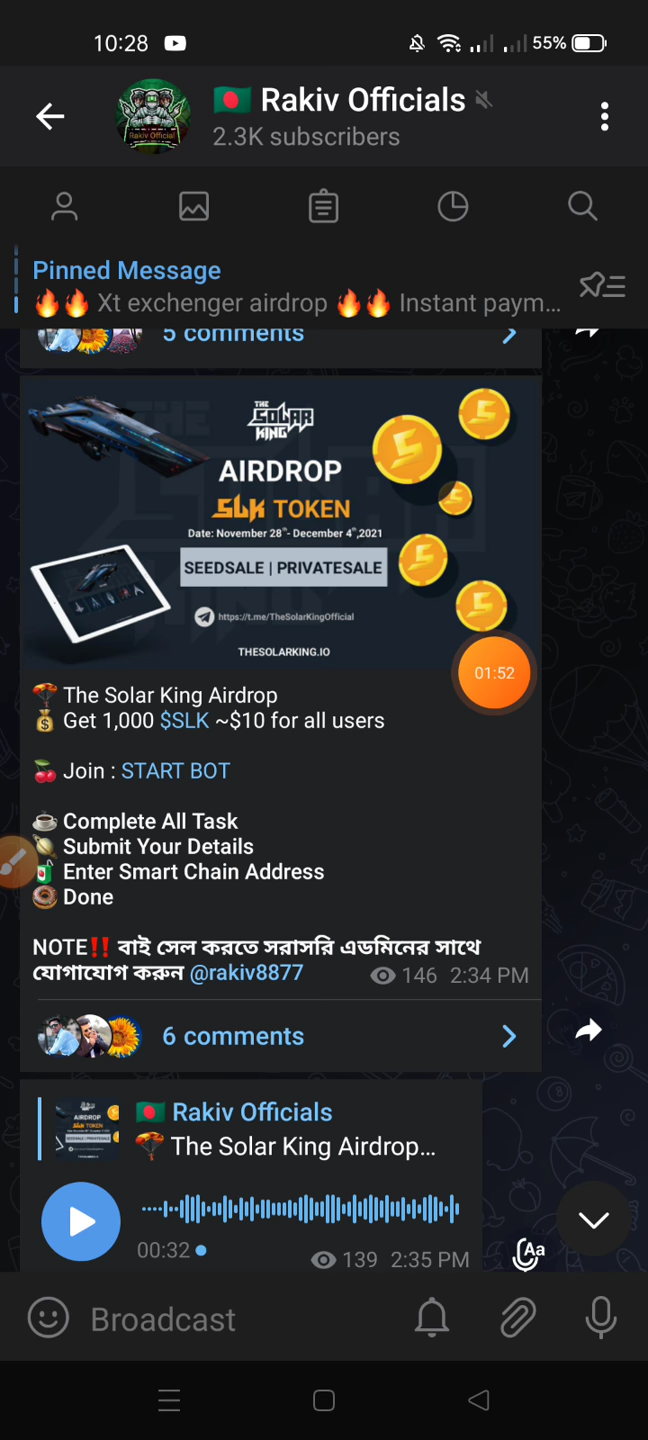 10:28
55%
Rakiv Officials
2.3K subscribers
Pinned Message
🔥🔥 Xt exchenger airdrop 🔥🔥 Instant paym...
5 comments
THE SOLAR KING
AIRDROP
SLK TOKEN
Date: November 28th- December 4th,2021
SEEDSALE | PRIVATESALE
https://t.me/TheSolarKingOfficial
THESOLARKING.IO
01:52
🪂 The Solar King Airdrop
💰 Get 1,000 $SLK ~$10 for all users
🍒 Join : START BOT
☕ Complete All Task
🪐 Submit Your Details
🧃 Enter Smart Chain Address
🍩 Done
NOTE‼️ বাই সেল করতে সরাসরি এডমিনের সাথে
যোগাযোগ করুন @rakiv8877 146 2:34 PM
6 comments
🇧🇩 Rakiv Officials
🪂 The Solar King Airdrop...
00:32 139 2:35 PM
Aa
Broadcast